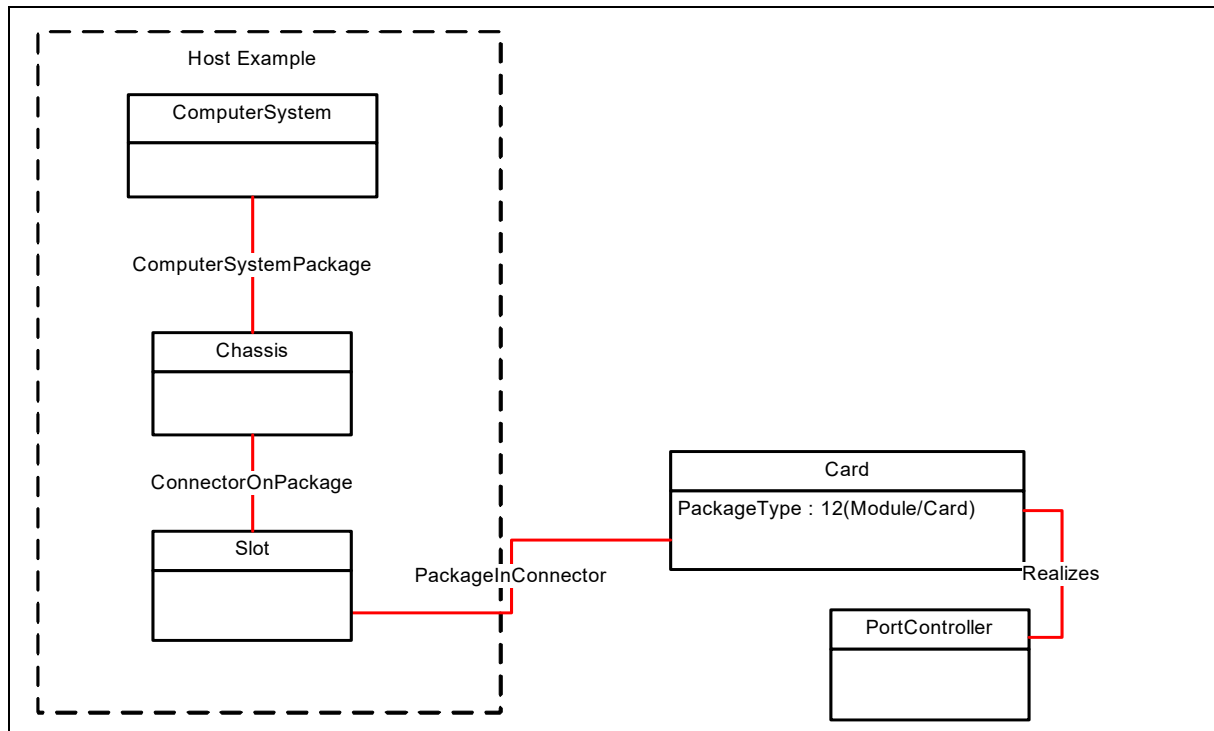 Host Example
ComputerSystem
ComputerSystemPackage
Chassis
ConnectorOnPackage
Slot
PackageInConnector
Card
PackageType : 12(Module/Card)
Realizes
PortController